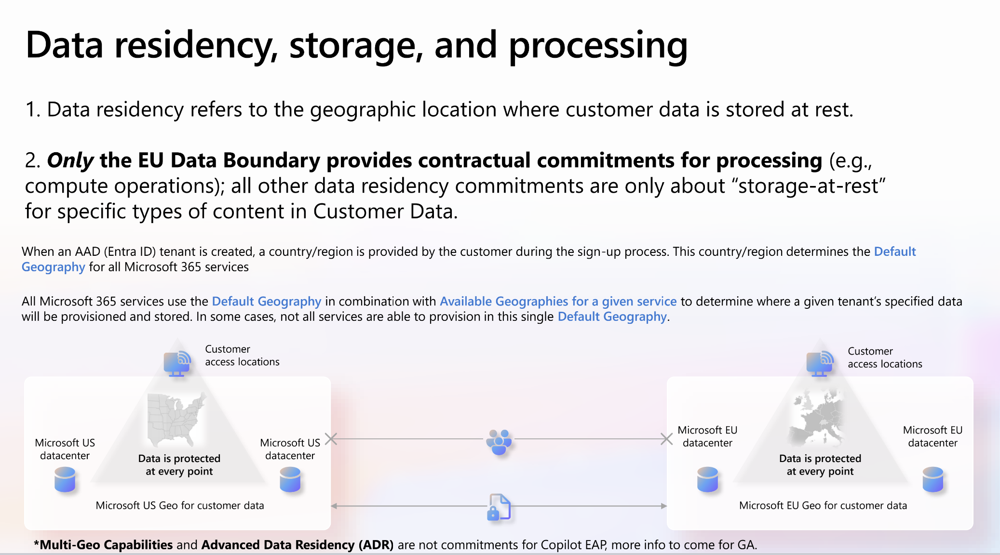 Data residency, storage, and processing
1. Data residency refers to the geographic location where customer data is stored at rest.
2. Only the EU Data Boundary provides contractual commitments for processing (e.g.,
compute operations); all other data residency commitments are only about “storage-at-rest”
for specific types of content in Customer Data.
When an AAD (Entra ID) tenant is created, a country/region is provided by the customer during the sign-up process. This country/region determines the Default
Geography for all Microsoft 365 services
All Microsoft 365 services use the Default Geography in combination with Available Geographies for a given service to determine where a given tenant’s specified data
will be provisioned and stored. In some cases, not all services are able to provision in this single Default Geography.
Customer
access locations
Microsoft US
datacenter
Microsoft US
datacenter
Data is protected
at every point
Microsoft US Geo for customer data
Customer
access locations
Microsoft EU
datacenter
Microsoft EU
datacenter
Data is protected
at every point
Microsoft EU Geo for customer data
*Multi-Geo Capabilities and Advanced Data Residency (ADR) are not commitments for Copilot EAP, more info to come for GA.